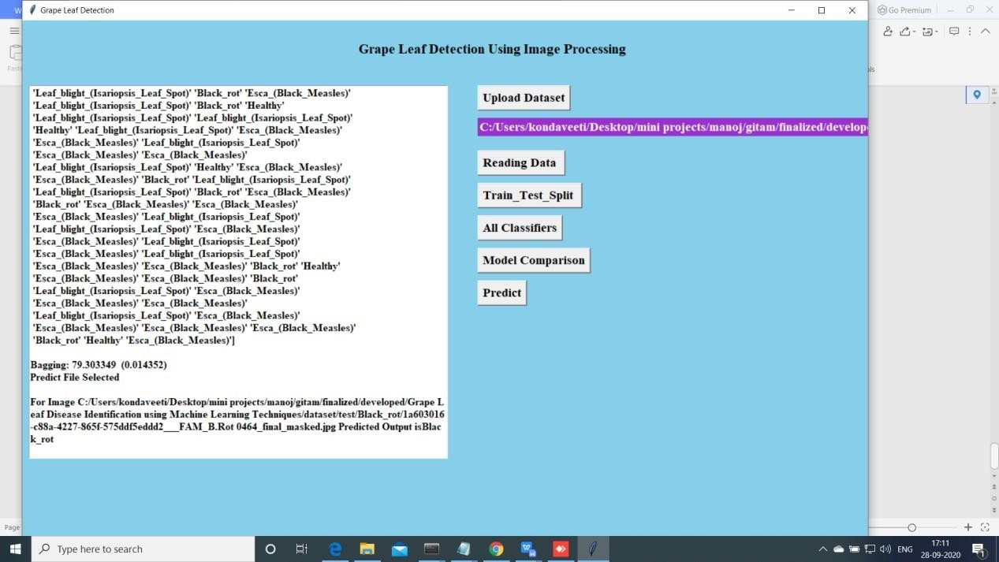 W
Grape Leaf Detection
Go Premium
Paste
Grape Leaf Detection Using Image Processing
'Leaf_blight_(Isariopsis_Leaf_Spot)' 'Black_rot' 'Esca_(Black_Measles)'
'Leaf_blight_(Isariopsis_Leaf_Spot)' 'Black_rot' 'Healthy'
'Leaf_blight_(Isariopsis_Leaf_Spot)' 'Leaf_blight_(Isariopsis_Leaf_Spot)'
'Healthy' 'Leaf_blight_(Isariopsis_Leaf_Spot)' 'Esca_(Black_Measles)'
'Esca_(Black_Measles)' 'Leaf_blight_(Isariopsis_Leaf_Spot)'
'Esca_(Black_Measles)' 'Esca_(Black_Measles)'
'Leaf_blight_(Isariopsis_Leaf_Spot)' 'Healthy' 'Esca_(Black_Measles)'
'Esca_(Black_Measles)' 'Black_rot' 'Leaf_blight_(Isariopsis_Leaf_Spot)'
'Leaf_blight_(Isariopsis_Leaf_Spot)' 'Black_rot' 'Esca_(Black_Measles)'
'Black_rot' 'Esca_(Black_Measles)' 'Esca_(Black_Measles)'
'Esca_(Black_Measles)' 'Leaf_blight_(Isariopsis_Leaf_Spot)'
'Leaf_blight_(Isariopsis_Leaf_Spot)' 'Esca_(Black_Measles)'
'Esca_(Black_Measles)' 'Leaf_blight_(Isariopsis_Leaf_Spot)'
'Esca_(Black_Measles)' 'Leaf_blight_(Isariopsis_Leaf_Spot)'
'Esca_(Black_Measles)' 'Esca_(Black_Measles)' 'Black_rot' 'Healthy'
'Esca_(Black_Measles)' 'Esca_(Black_Measles)' 'Black_rot'
'Leaf_blight_(Isariopsis_Leaf_Spot)' 'Esca_(Black_Measles)'
'Esca_(Black_Measles)' 'Esca_(Black_Measles)'
'Leaf_blight_(Isariopsis_Leaf_Spot)' 'Esca_(Black_Measles)'
'Esca_(Black_Measles)' 'Esca_(Black_Measles)' 'Esca_(Black_Measles)'
'Black_rot' 'Healthy' 'Esca_(Black_Measles)']
Bagging: 79.303349 (0.014352)
Predict File Selected
For Image C:/Users/kondaveeti/Desktop/mini projects/manoj/gitam/finalized/developed/Grape L
eaf Disease Identification using Machine Learning Techniques/dataset/test/Black_rot/1a603016
-c88a-4227-865f-575ddf5eddd2___FAM_B.Rot 0464_final_masked.jpg Predicted Output isBlac
k_rot
Upload Dataset
C:/Users/kondaveeti/Desktop/mini projects/manoj/gitam/finalized/develope
Reading Data
Train_Test_Split
All Classifiers
Model Comparison
Predict
ols
Page
Type here to search
ENG
17:11
28-09-2020
1